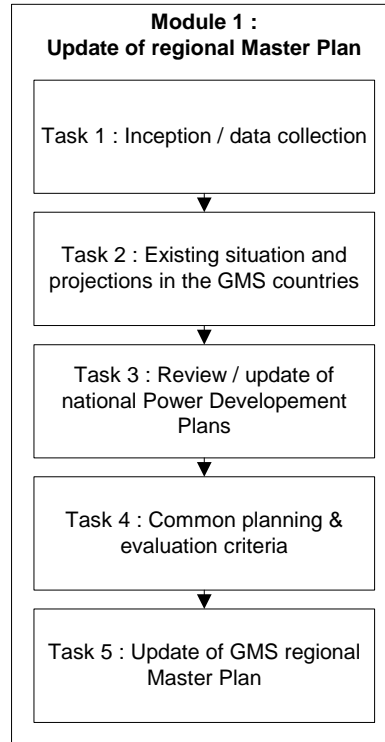 Module 1 :
Update of regional Master Plan
Task 1 : Inception / data collection
Task 2 : Existing situation and
projections in the GMS countries
Task 3 : Review / update of
national Power Developement
Plans
Task 4 : Common planning &
evaluation criteria
Task 5 : Update of GMS regional
Master Plan